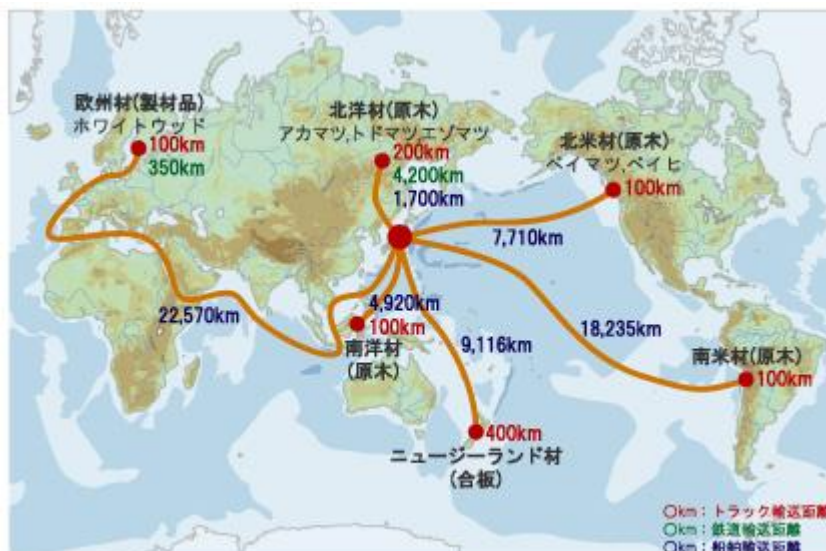 欧州材(製材品)
ホワイトウッド
100km
350km
北洋材(原木)
アカマツ,トドマツエゾマツ
200km
4,200km
1,700km
北米材(原木)
ベイマツ,ベイヒ
100km
7,710km
22,570km
4,920km
100km
南洋材
(原木)
9,116km
18,235km
南米材(原木)
100km
400km
ニュージーランド材
(合板)
〇km：トラック輸送距離
〇km：鉄道輸送距離
〇km：船舶輸送距離